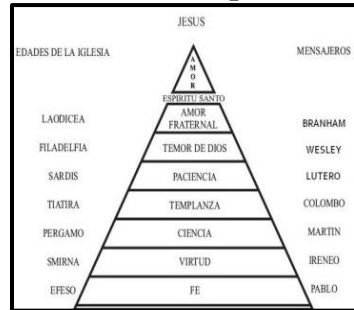 JESUS
EDADES DE LA IGLESIA
MENSAJEROS
A
M
O
R
ESPIRITU SANTO
LAODICEA
AMOR
FRATERNAL
BRANHAM
FILADELFIA
TEMOR DE DIOS
WESLEY
SARDIS
PACIENCIA
LUTERO
TIATIRA
TEMPLANZA
COLOMBO
PERGAMO
CIENCIA
MARTIN
SMIRNA
VIRTUD
IRENEO
EFESO
FE
PABLO